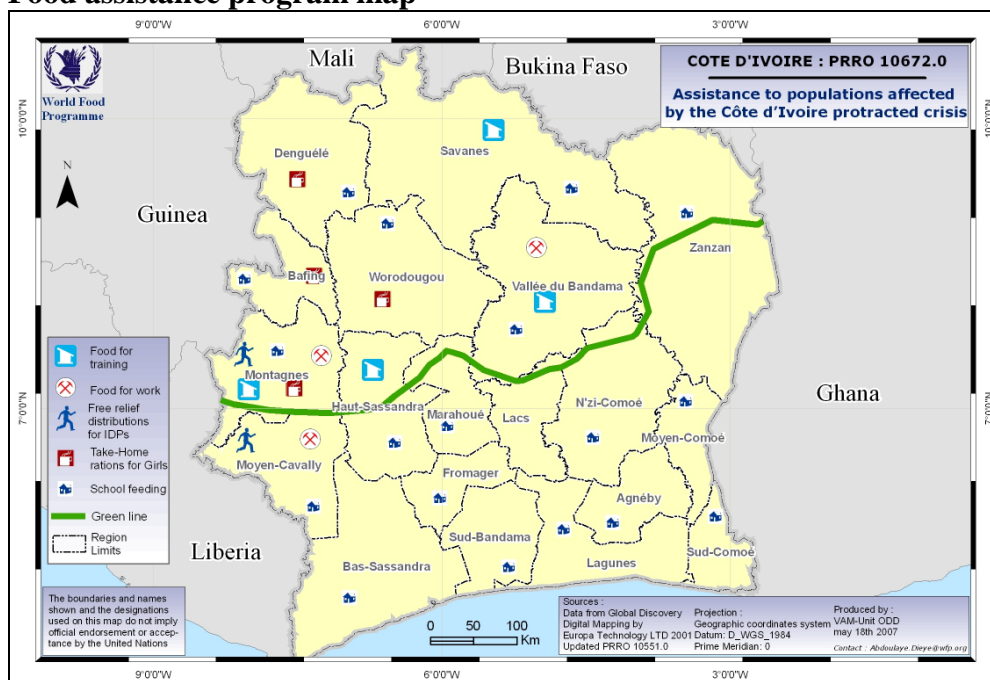 Food assistance program map
9°0'0"W
6°0'0"W
3°0'0"W
Mali
Bukina Faso
COTE D'IVOIRE : PRRO 10672.0
Assistance to populations affected
by the Côte d'Ivoire protracted crisis
World Food
Programme
10°0'0"N
10°0'0"N
N
Denguélé
Savanes
Guinea
Zanzan
Bafing
Worodougou
Vallée du Bandama
Food for
training
Food for work
Free relief
distributions
for IDPs
Take-Home
rations for Girls
School feeding
Green line
Region
Limits
Montagnes
Ghana
7°0'0"N
7°0'0"N
Haut-Sassandra
Marahoué
Lacs
N'zi-Comoé
Moyen-Comoé
Moyen-Cavally
Fromager
Agnéby
Liberia
Sud-Bandama
Sud-Comoé
Bas-Sassandra
Lagunes
The boundaries and names
shown and the designations
used on this map do not imply
official endorsement or accep-
tance by the United Nations
0 50 100
Km
Sources :
Data from Global Discovery
Digital Mapping by
Europa Technology LTD 2001
Updated PRRO 10551.0
Projection :
Geographic coordinates system
Datum: D_WGS_1984
Prime Meridian: 0
Produced by :
VAM-Unit ODD
may 18th 2007
Contact : Abdoulaye.Dieye@wfp.org
9°0'0"W
6°0'0"W
3°0'0"W